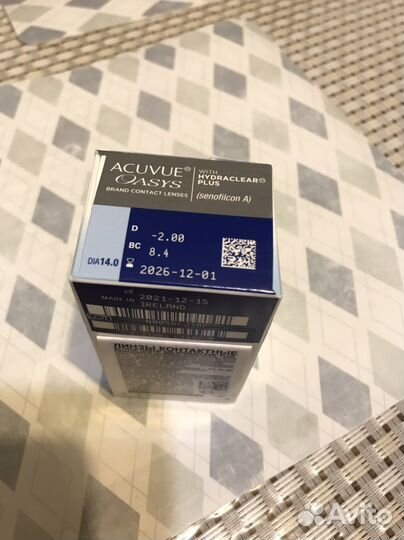 ACUVUE®
OASYS
BRAND CONTACT LENSES
WITH
HYDRACLEAR®
PLUS
(senofilcon A)
D -2.00
BC 8.4
DIA14.0 2026-12-01
2021-12-15
MADE IN IRELAND
ЛИНЗЫ КОНТАКТНЫЕ
Avito